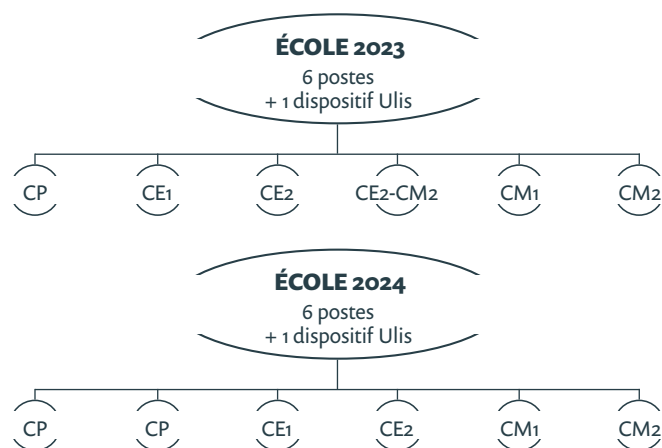 ÉCOLE 2023
6 postes
+ 1 dispositif Ulis
CP CE1 CE2 CE2-CM2 CM1 CM2
ÉCOLE 2024
6 postes
+ 1 dispositif Ulis
CP CP CE1 CE2 CM1 CM2